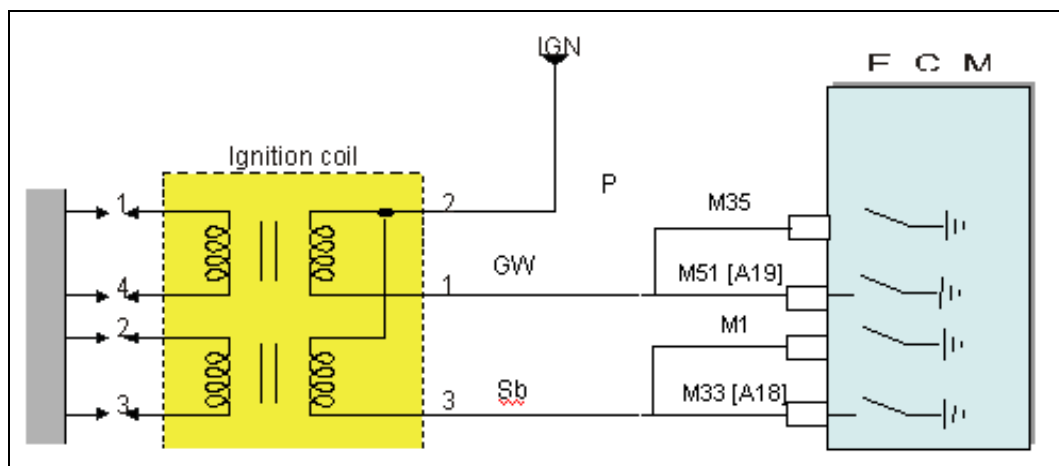 IGN
E C M
Ignition coil
P
1
2
M35
GW
4
1
M51 [A19]
2
M1
3
3
Sb
M33 [A18]